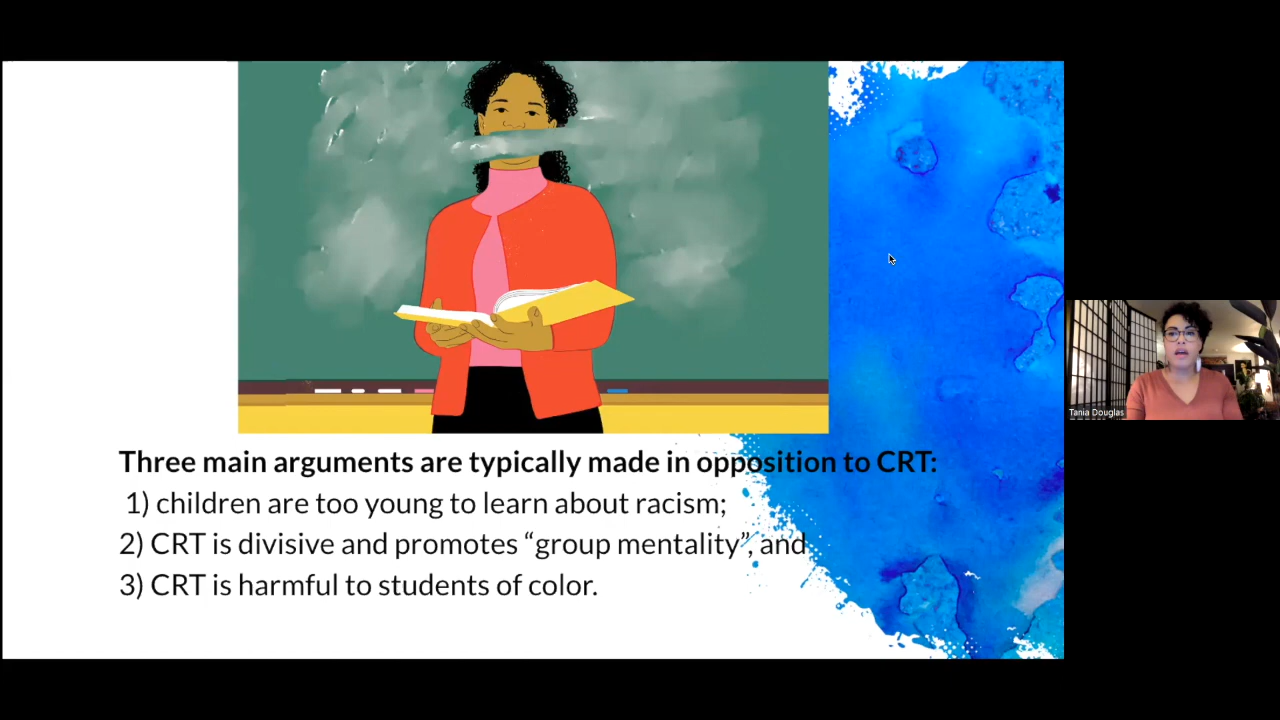 Three main arguments are typically made in opposition to CRT:
1) children are too young to learn about racism;
2) CRT is divisive and promotes “group mentality”, and
3) CRT is harmful to students of color.
Tania Douglas